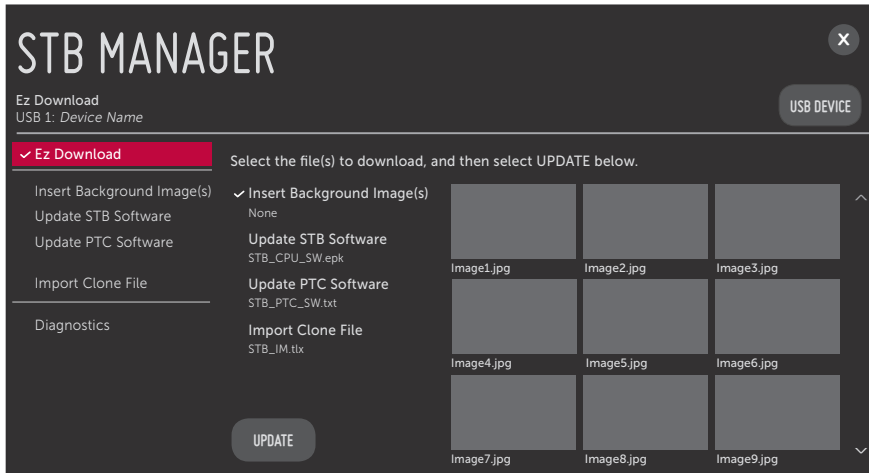 STB MANAGER
X
Ez Download
USB 1: Device Name
USB DEVICE
Ez Download
Insert Background Image(s)
Update STB Software
Update PTC Software
Import Clone File
Diagnostics
Select the file(s) to download, and then select UPDATE below.
Insert Background Image(s)
None
Update STB Software
STB_CPU_SW.epk
Update PTC Software
STB_PTC_SW.txt
Import Clone File
STB_IM.tlx
UPDATE
Image1.jpg
Image2.jpg
Image3.jpg
Image4.jpg
Image5.jpg
Image6.jpg
Image7.jpg
Image8.jpg
Image9.jpg